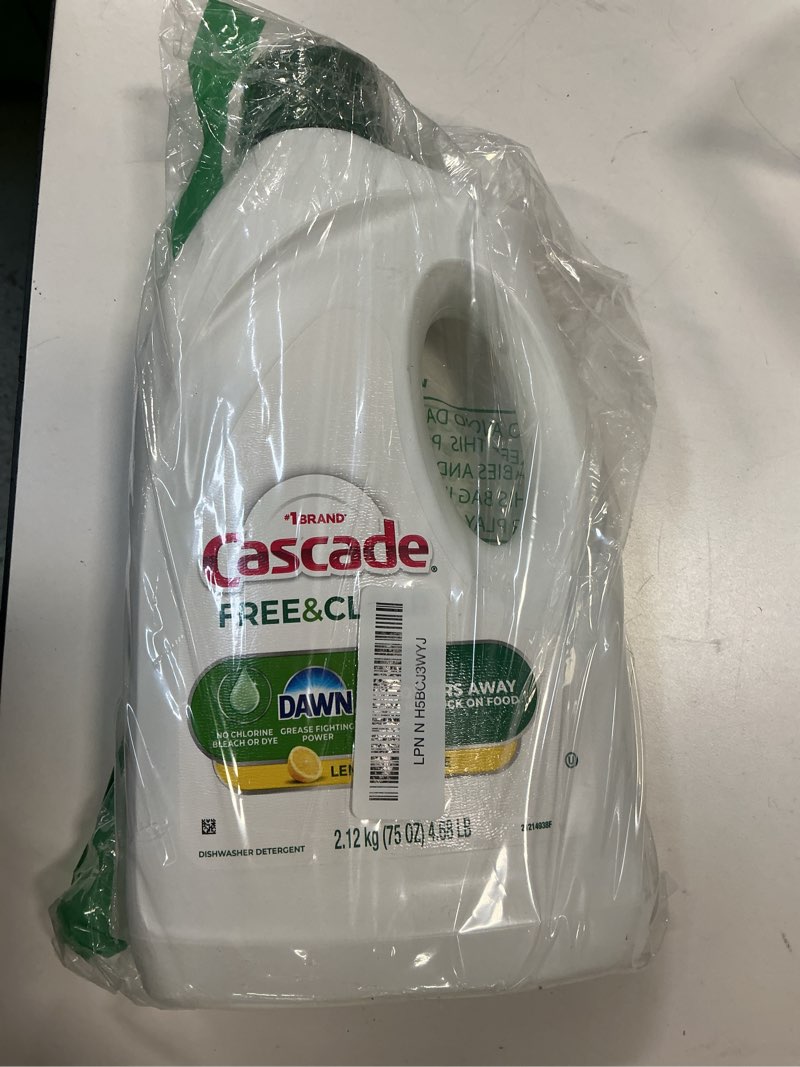 #1 BRAND*
Cascade®
FREE&CL
NO CHLORINE
BLEACH OR DYE
DAWN
GREASE FIGHTING
POWER
RS AWAY
CK ON FOOD
LEM
E
LPN N H5BCJ3WYJ
U
2.12 kg (75 OZ) 4.68 LB
DISHWASHER DETERGENT